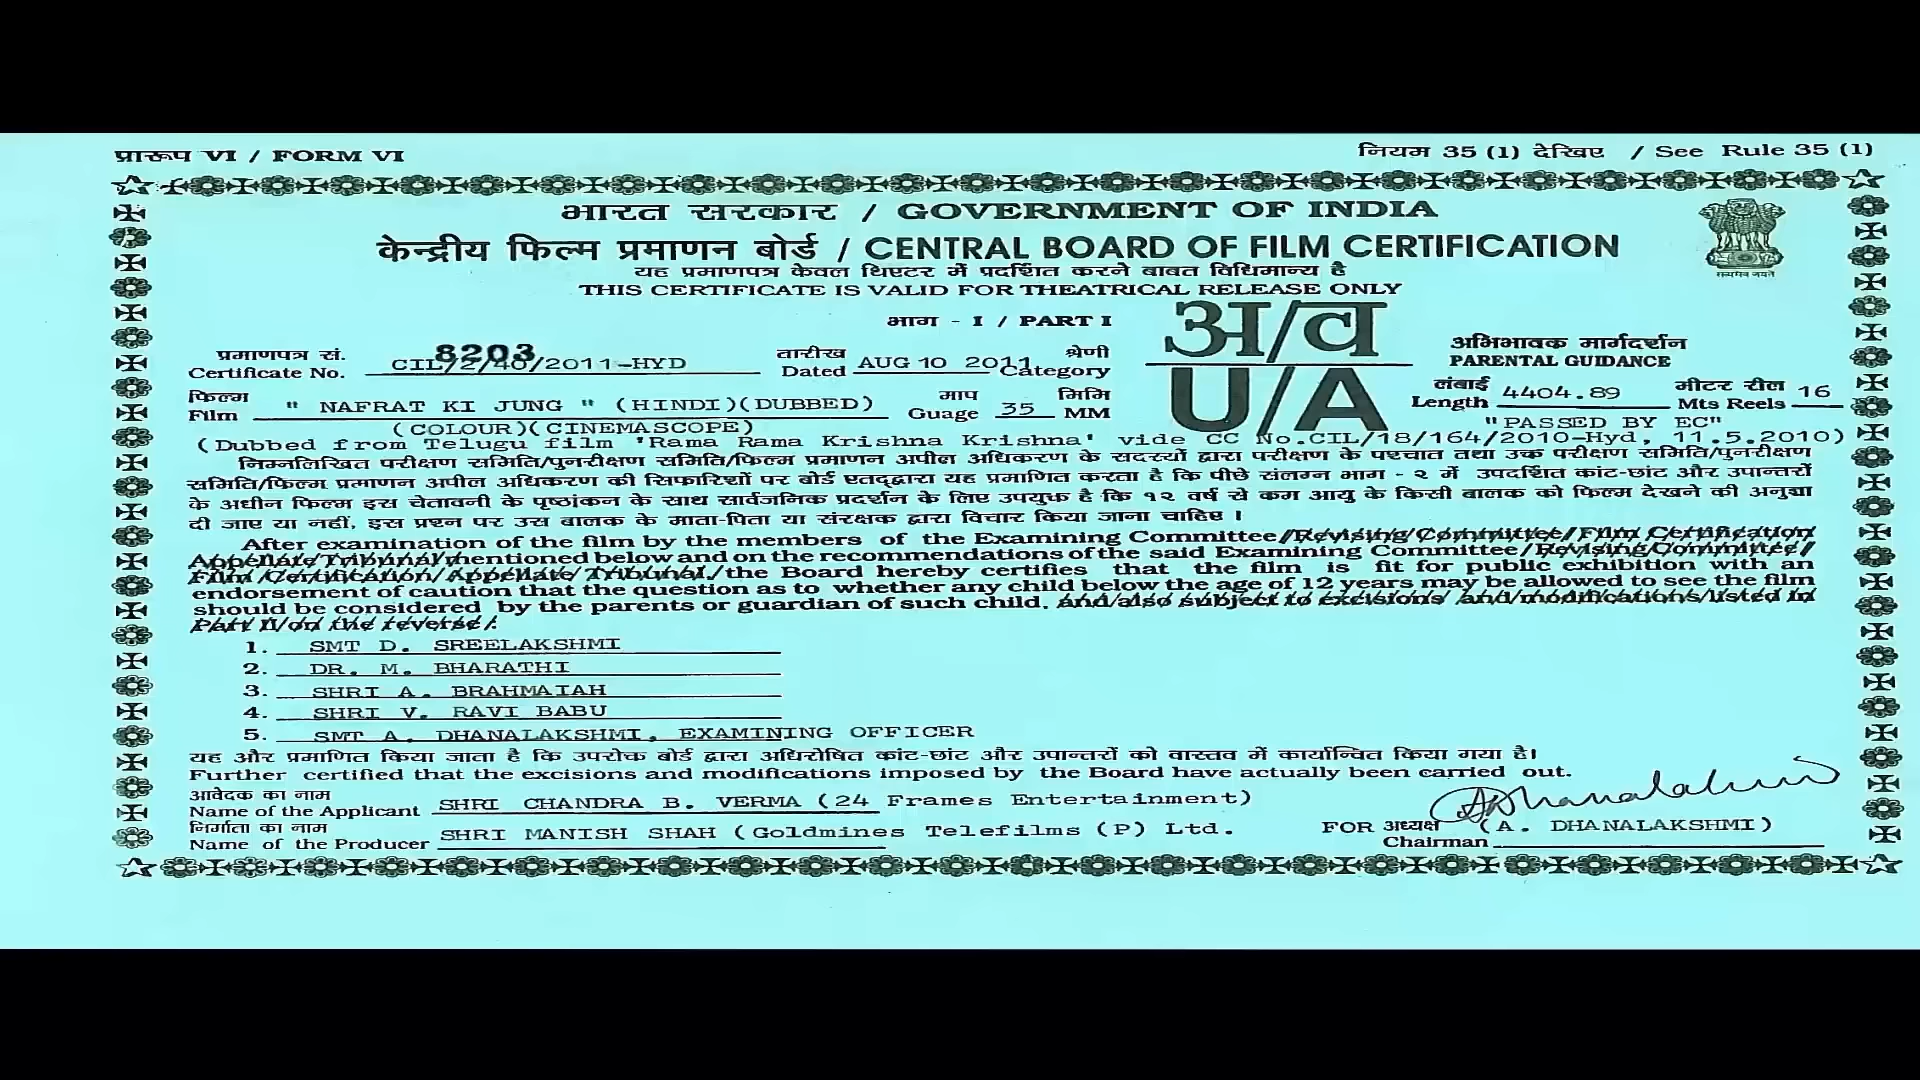 प्रारूप VI / FORM VI
नियम 35 (1) देखिए / See Rule 35 (1)
भारत सरकार / GOVERNMENT OF INDIA
केन्द्रीय फिल्म प्रमाणन बोर्ड / CENTRAL BOARD OF FILM CERTIFICATION
सत्यमेव जयते
यह प्रमाणपत्र केवल थिएटर में प्रदर्शित करने बाबत विधिमान्य है
THIS CERTIFICATE IS VALID FOR THEATRICAL RELEASE ONLY
भाग - I / PART I
अ/व
U/A
अभिभावक मार्गदर्शन
PARENTAL GUIDANCE
8203
प्रमाणपत्र सं. तारीख श्रेणी
Certificate No. CIL/2/40/2011-HYD Dated AUG 10 2011 Category
फिल्म माप मिमि लंबाई मीटर रील
Film " NAFRAT KI JUNG " (HINDI)(DUBBED) Guage 35 MM Length 4404.89 Mts Reels 16
(COLOUR)(CINEMASCOPE) "PASSED BY EC"
(Dubbed from Telugu film 'Rama Rama Krishna Krishna' vide CC No.CIL/18/164/2010-Hyd, 11.5.2010)
निम्नलिखित परीक्षण समिति/पुनरीक्षण समिति/फिल्म प्रमाणन अपील अधिकरण के सदस्यों द्वारा परीक्षण के पश्चात तथा उक्त परीक्षण समिति/पुनरीक्षण
समिति/फिल्म प्रमाणन अपील अधिकरण की सिफारिशों पर बोर्ड एतद्द्वारा यह प्रमाणित करता है कि पीछे संलग्न भाग - २ में उपदर्शित कांट-छांट और उपान्तरों
के अधीन फिल्म इस चेतावनी के पृष्ठांकन के साथ सार्वजनिक प्रदर्शन के लिए उपयुक्त है कि १२ वर्ष से कम आयु के किसी बालक को फिल्म देखने की अनुज्ञा
दी जाए या नहीं, इस प्रश्न पर उस बालक के माता-पिता या संरक्षक द्वारा विचार किया जाना चाहिए ।
After examination of the film by the members of the Examining Committee/Revising/Committee/Film Certification
Appellate/Tribunal/mentioned below and on the recommendations of the said Examining Committee/Revising/Committee/
Film/Certification/Appellate/Tribunal./the Board hereby certifies that the film is fit for public exhibition with an
endorsement of caution that the question as to whether any child below the age of 12 years may be allowed to see the film
should be considered by the parents or guardian of such child. and/also subject to excisions and/modifications/listed in
Part II/on the reverse/.
1. SMT D. SREELAKSHMI
2. DR. M. BHARATHI
3. SHRI A. BRAHMAIAH
4. SHRI V. RAVI BABU
5. SMT A. DHANALAKSHMI, EXAMINING OFFICER
यह और प्रमाणित किया जाता है कि उपरोक्त बोर्ड द्वारा अधिरोपित कांट-छांट और उपान्तरों को वास्तव में कार्यान्वित किया गया है।
Further certified that the excisions and modifications imposed by the Board have actually been carried out.
आवेदक का नाम
Name of the Applicant SHRI CHANDRA B. VERMA (24 Frames Entertainment)
निर्माता का नाम
Name of the Producer SHRI MANISH SHAH (Goldmines Telefilms (P) Ltd.
ADhanalakshmi
FOR अध्यक्ष (A. DHANALAKSHMI)
Chairman